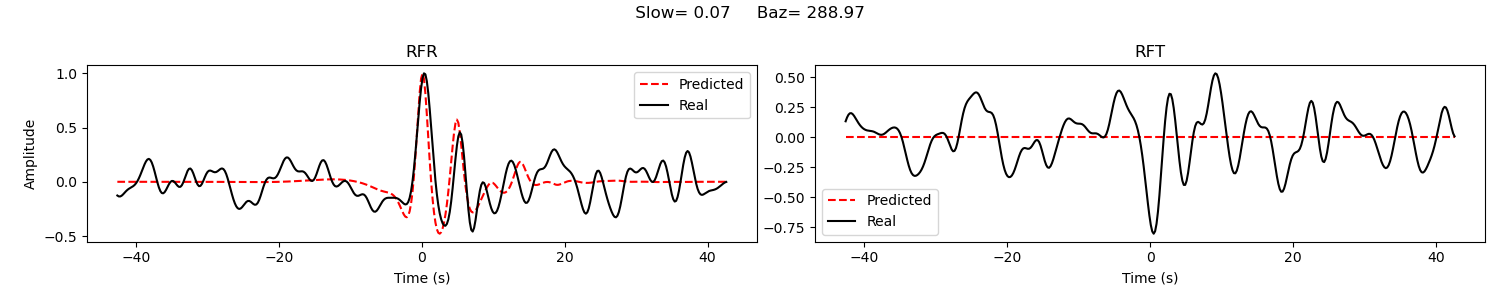 Slow= 0.07 Baz= 288.97
RFR
1.0
0.5
0.0
−0.5
Amplitude
−40 −20 0 20 40
Time (s)
Predicted
Real
RFT
0.50
0.25
0.00
−0.25
−0.50
−0.75
−40 −20 0 20 40
Time (s)
Predicted
Real